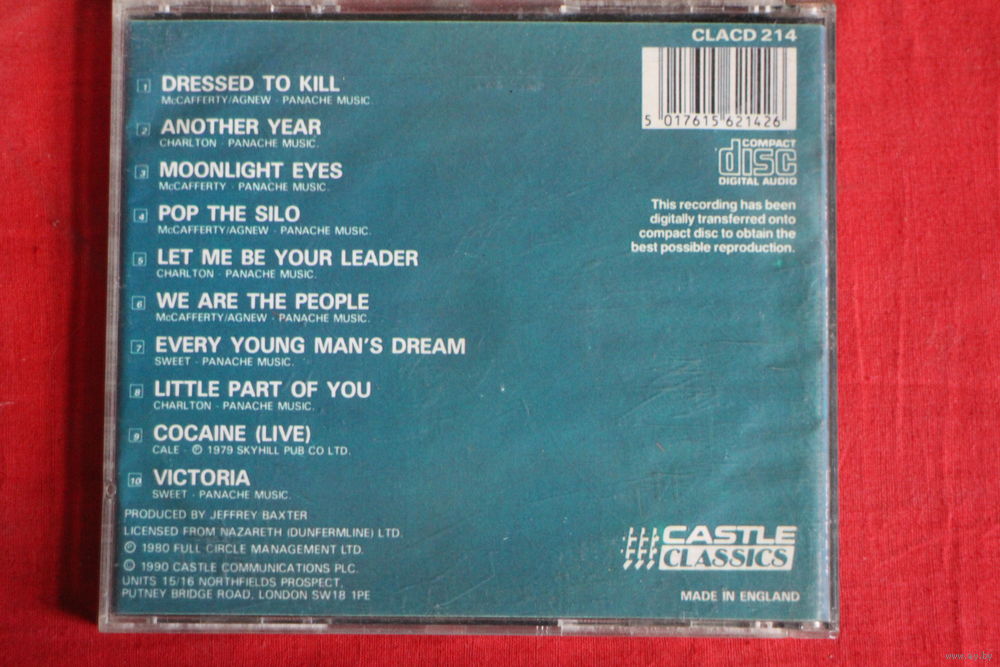 CLACD 214
5 017615 621426
COMPACT
disc
DIGITAL AUDIO
This recording has been
digitally transferred onto
compact disc to obtain the
best possible reproduction.
1 DRESSED TO KILL
McCAFFERTY/AGNEW · PANACHE MUSIC.
2 ANOTHER YEAR
CHARLTON · PANACHE MUSIC.
3 MOONLIGHT EYES
McCAFFERTY · PANACHE MUSIC.
4 POP THE SILO
McCAFFERTY/AGNEW · PANACHE MUSIC.
5 LET ME BE YOUR LEADER
CHARLTON · PANACHE MUSIC.
6 WE ARE THE PEOPLE
McCAFFERTY/AGNEW · PANACHE MUSIC.
7 EVERY YOUNG MAN'S DREAM
SWEET · PANACHE MUSIC.
8 LITTLE PART OF YOU
CHARLTON · PANACHE MUSIC.
9 COCAINE (LIVE)
CALE · ℗ 1979 SKYHILL PUB CO LTD.
10 VICTORIA
SWEET · PANACHE MUSIC.
PRODUCED BY JEFFREY BAXTER
LICENSED FROM NAZARETH (DUNFERMLINE) LTD.
℗ 1980 FULL CIRCLE MANAGEMENT LTD.
© 1990 CASTLE COMMUNICATIONS PLC.
UNITS 15/16 NORTHFIELDS PROSPECT,
PUTNEY BRIDGE ROAD, LONDON SW18 1PE
CASTLE
CLASSICS
MADE IN ENGLAND
www.ay.by